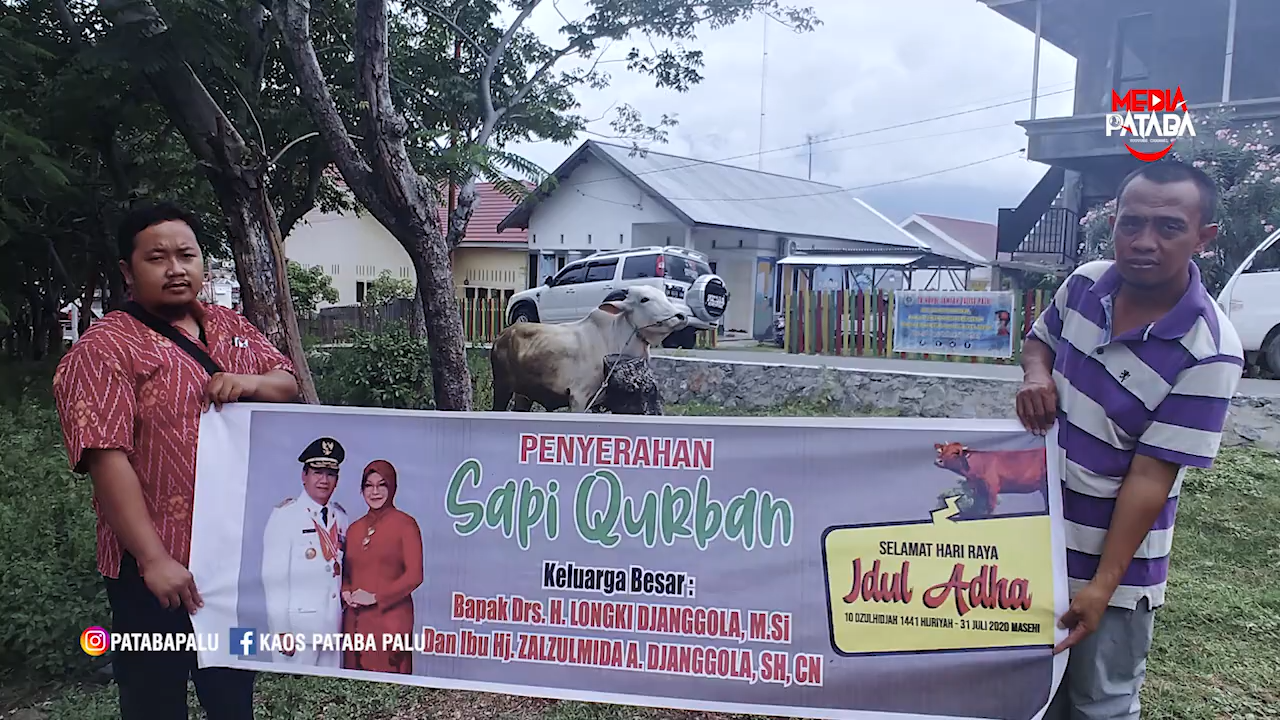 MEDIA
PATABA
PENYERAHAN
Sapi Qurban
Keluarga Besar :
Bapak Drs. H. LONGKI DJANGGOLA, M.Si
Dan Ibu Hj. ZALZULMIDA A. DJANGGOLA, SH, CN
SELAMAT HARI RAYA
Idul Adha
10 DZULHIDJAH 1441 HURIYAH - 31 JULI 2020 MASEHI
PATABAPALU
KAOS PATABA PALU